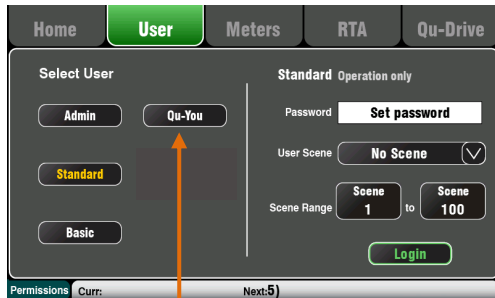 Home User Meters RTA Qu-Drive
Select User
Standard Operation only
Admin Qu-You
Password Set password
User Scene No Scene
Standard
Scene Range Scene 1 to Scene 100
Basic
Login
Permissions Curr: Next:5)